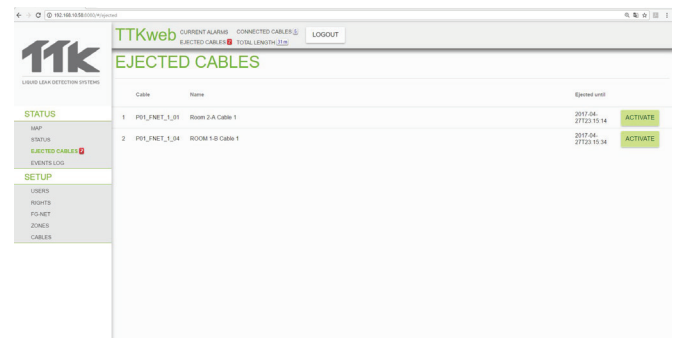 192.168.10.56:8080/#/ejected
TTK
LIQUID LEAK DETECTION SYSTEMS
TTKweb
CURRENT ALARMS CONNECTED CABLES
EJECTED CABLES 2 TOTAL LENGTH
LOGOUT
EJECTED CABLES
Cable Name Ejected until
1 P01_FNET_1_01 Room 2-A Cable 1 2017-04-
27T23:15:14
ACTIVATE
2 P01_FNET_1_04 ROOM 1-B Cable 1 2017-04-
27T23:15:34
ACTIVATE
STATUS
MAP
STATUS
EJECTED CABLES 2
EVENTS LOG
SETUP
USERS
RIGHTS
FG-NET
ZONES
CABLES